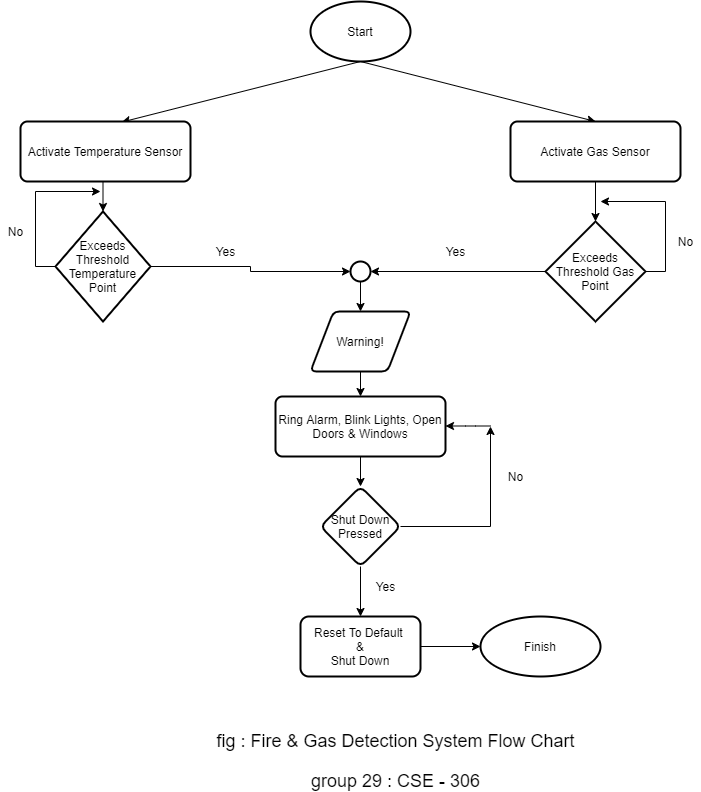 Start
Activate Temperature Sensor
Activate Gas Sensor
No
Exceeds
Threshold
Temperature
Point
Yes
Yes
Exceeds
Threshold Gas
Point
No
Warning!
Ring Alarm, Blink Lights, Open
Doors & Windows
No
Shut Down
Pressed
Yes
Reset To Default
&
Shut Down
Finish
fig : Fire & Gas Detection System Flow Chart
group 29 : CSE - 306